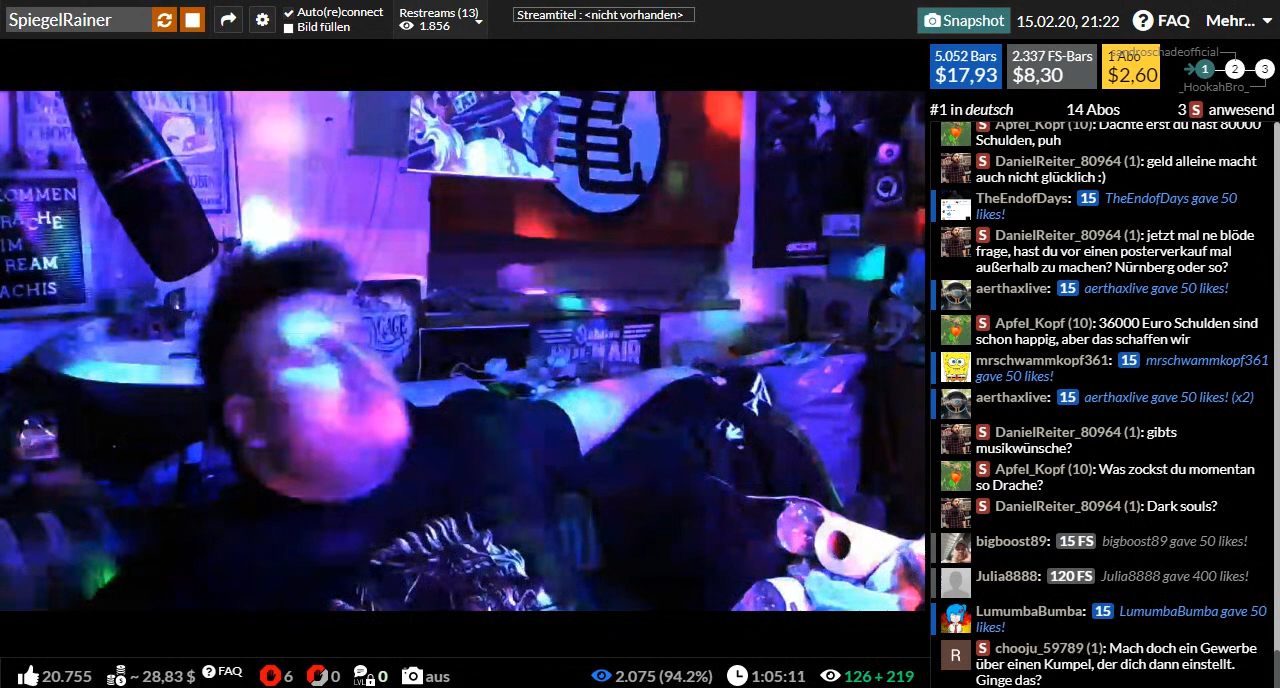 SpiegelRainer
Auto(re)connect
Bild füllen
Restreams (13)
1.856
Streamtitel : <nicht vorhanden>
Snapshot
15.02.20, 21:22
FAQ
Mehr...
5.052 Bars
$17,93
2.337 FS-Bars
$8,30
1 Abo
$2,60
sandroschadeofficial
1 2 3
_HookahBro_
#1 in deutsch
14 Abos
3 S anwesend
S Apfel_Kopf (10): Dachte erst du hast 80000
Schulden, puh
S DanielReiter_80964 (1): geld alleine macht
auch nicht glücklich :)
TheEndofDays: 15 TheEndofDays gave 50
likes!
S DanielReiter_80964 (1): jetzt mal ne blöde
frage, hast du vor einen posterverkauf mal
außerhalb zu machen? Nürnberg oder so?
aerthaxlive: 15 aerthaxlive gave 50 likes!
S Apfel_Kopf (10): 36000 Euro Schulden sind
schon happig, aber das schaffen wir
mrschwammkopf361: 15 mrschwammkopf361
gave 50 likes!
aerthaxlive: 15 aerthaxlive gave 50 likes! (x2)
S DanielReiter_80964 (1): gibts
musikwünsche?
S Apfel_Kopf (10): Was zockst du momentan
so Drache?
S DanielReiter_80964 (1): Dark souls?
bigboost89: 15 FS bigboost89 gave 50 likes!
Julia8888: 120 FS Julia8888 gave 400 likes!
LumumbaBumba: 15 LumumbaBumba gave 50
likes!
R
S chooju_59789 (1): Mach doch ein Gewerbe
über einen Kumpel, der dich dann einstellt.
Ginge das?
OMMEN
IM
REAM
ACHIS
亀
20.755
~ 28,83 $
FAQ
6
0
LVL
0
aus
2.075 (94.2%)
1:05:11
126 + 219